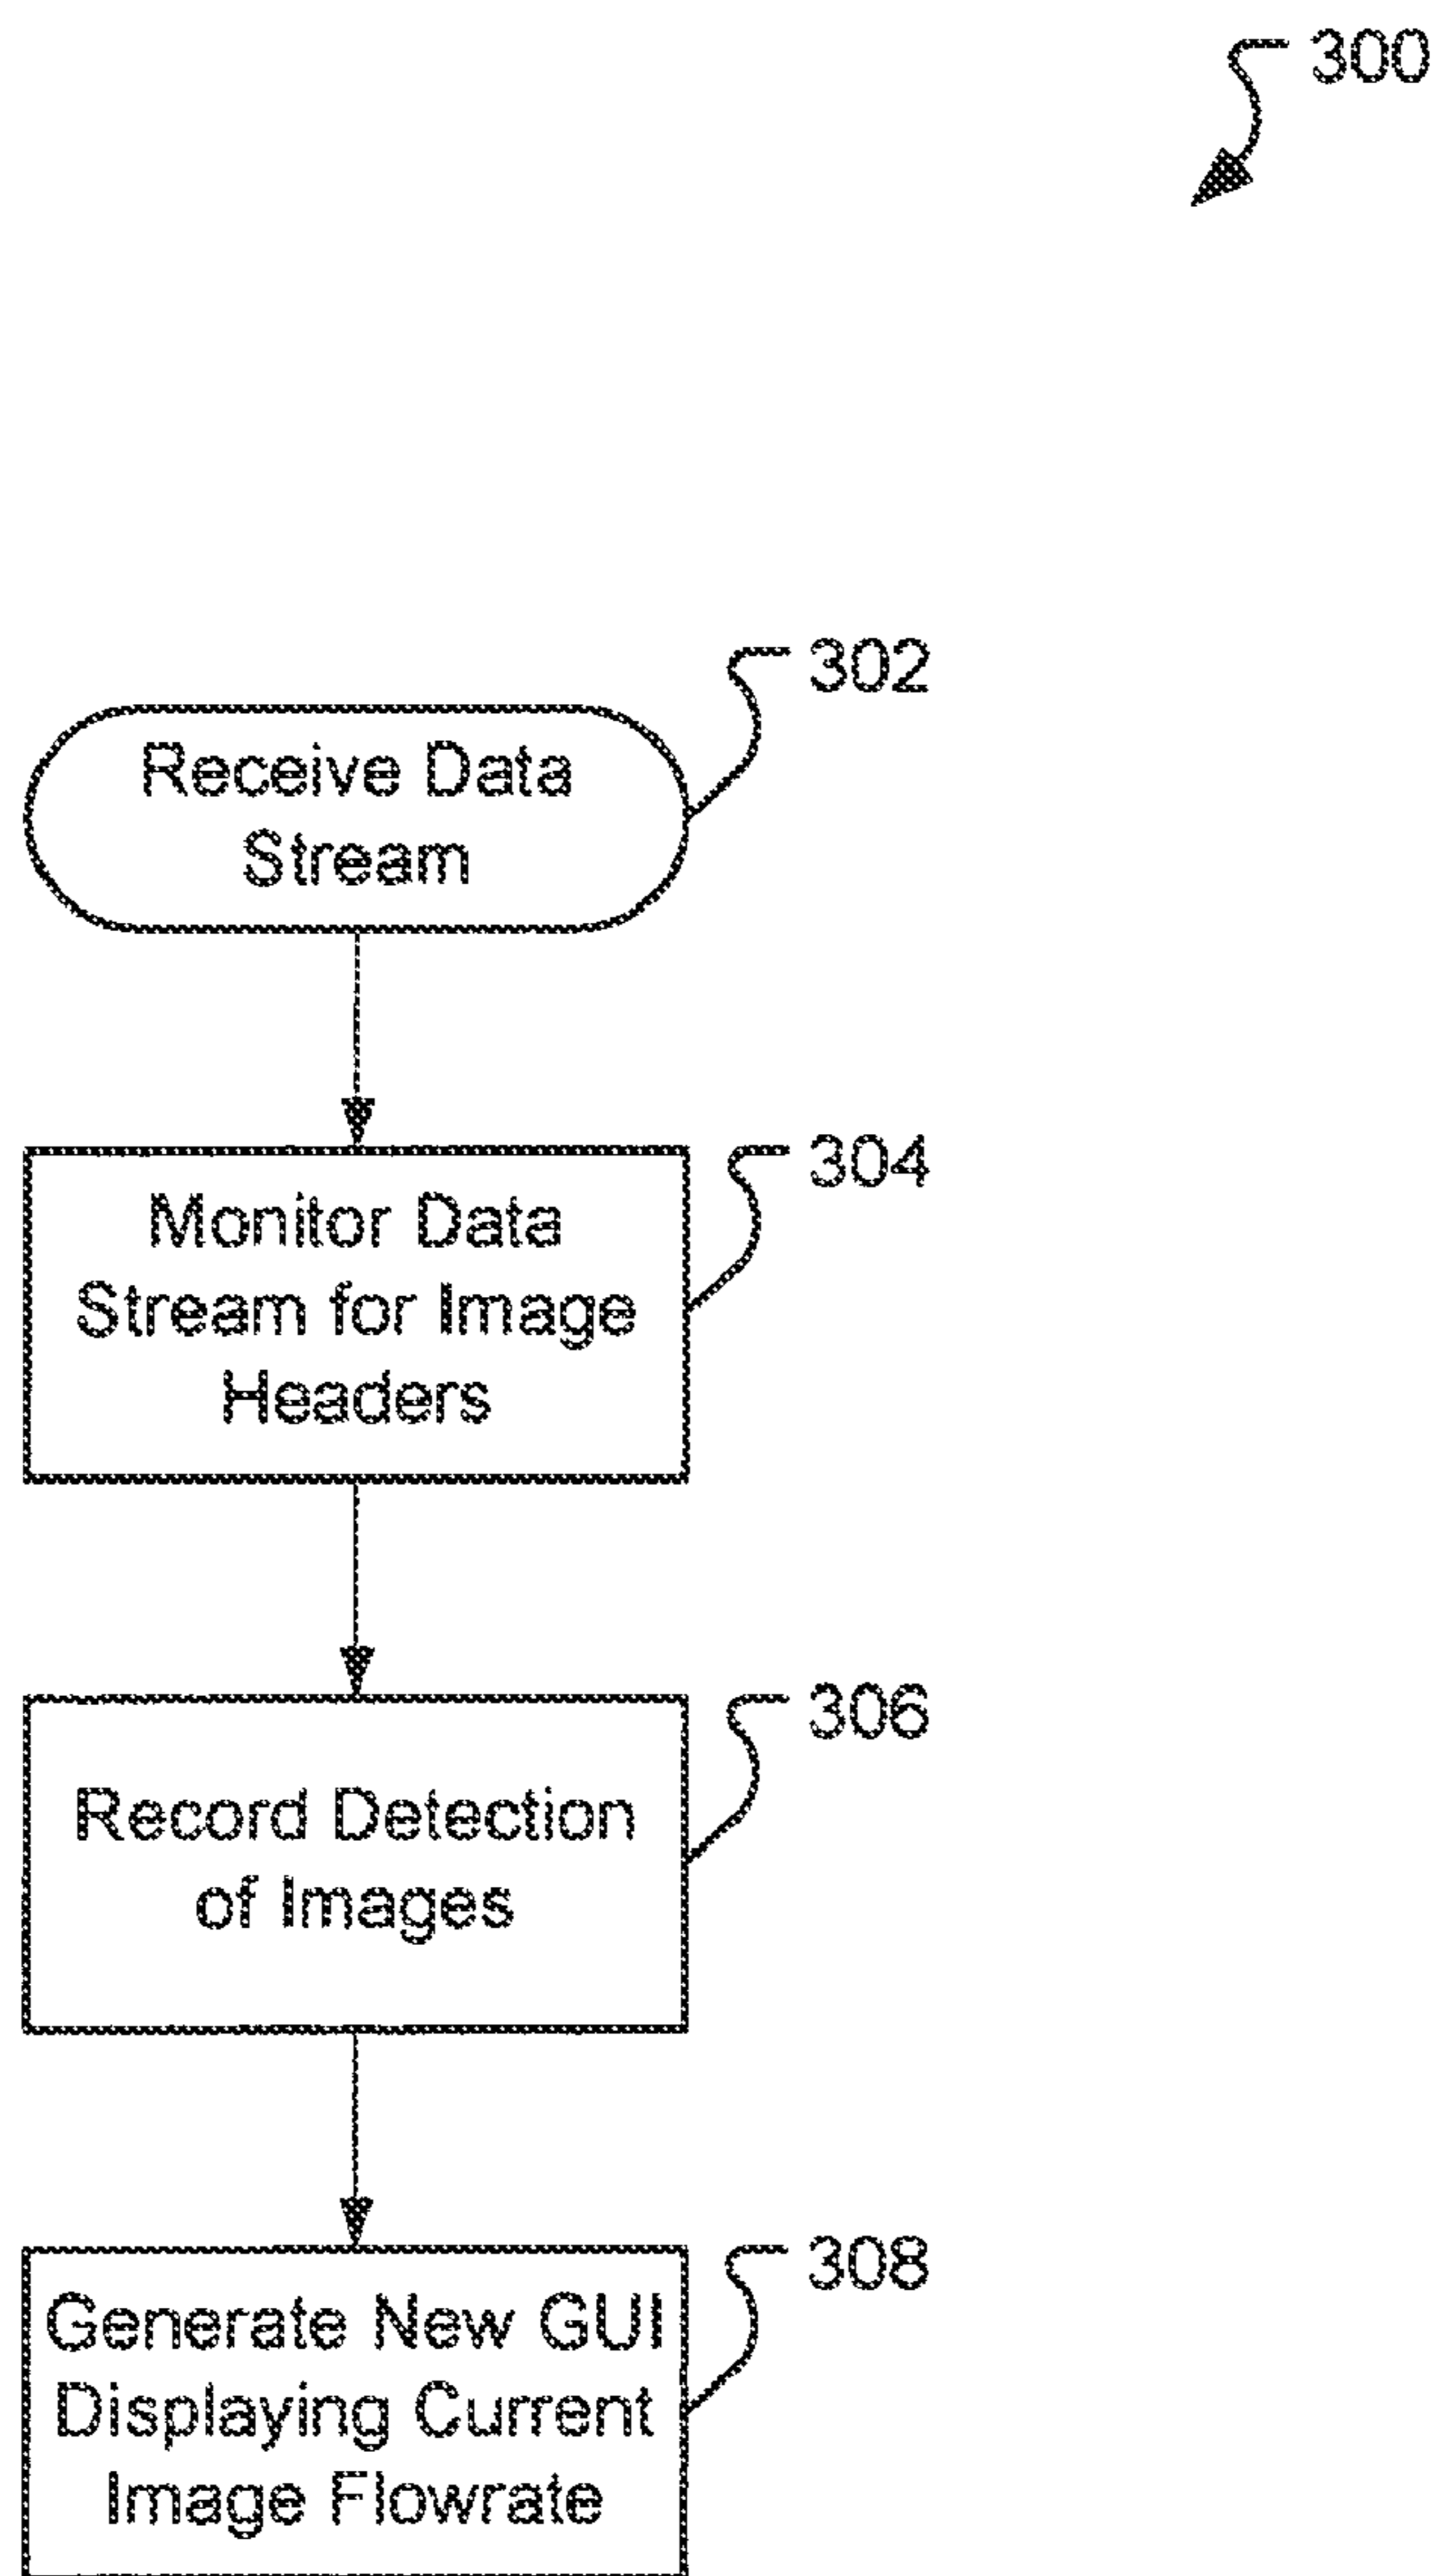 300
302
Receive Data
Stream
304
Monitor Data
Stream for Image
Headers
306
Record Detection
of Images
308
Generate New GUI
Displaying Current
Image Flowrate